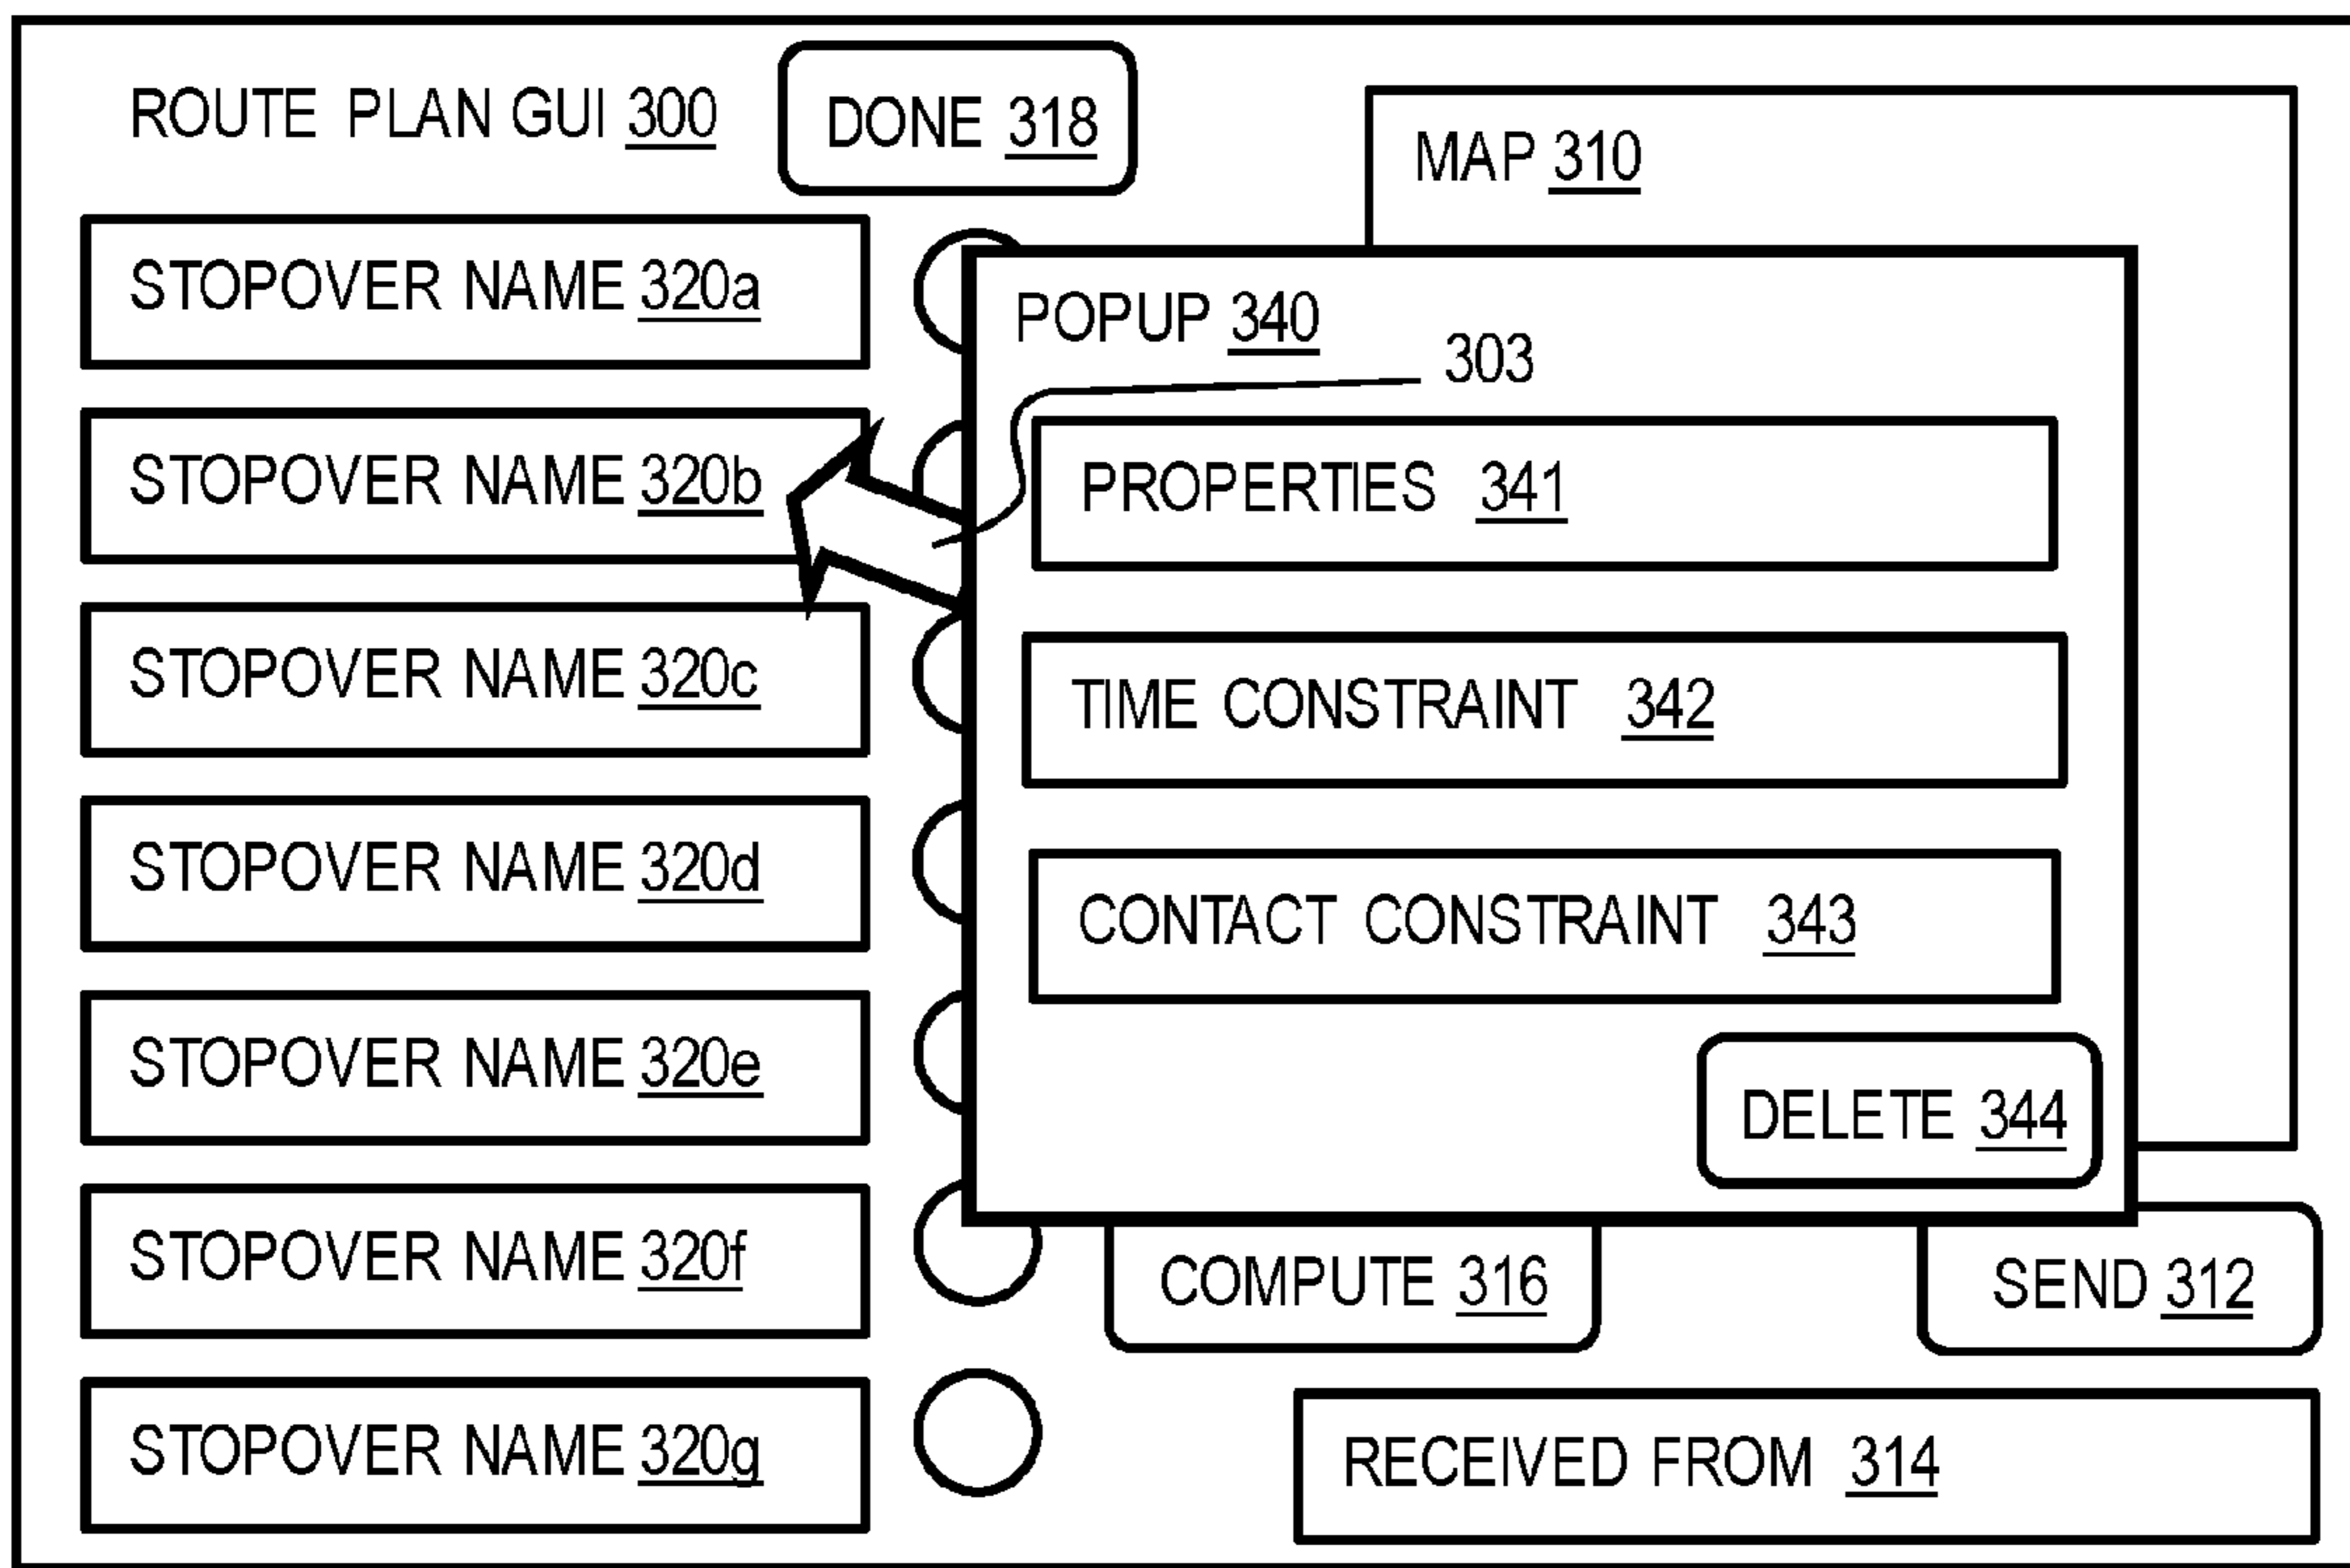 ROUTE PLAN GUI 300
DONE 318
MAP 310
STOPOVER NAME 320a
STOPOVER NAME 320b
STOPOVER NAME 320c
STOPOVER NAME 320d
STOPOVER NAME 320e
STOPOVER NAME 320f
STOPOVER NAME 320g
POPUP 340
303
PROPERTIES 341
TIME CONSTRAINT 342
CONTACT CONSTRAINT 343
DELETE 344
COMPUTE 316
SEND 312
RECEIVED FROM 314